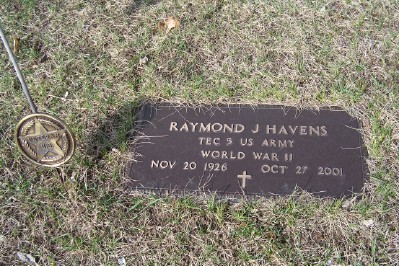 RAYMOND J HAVENS
TEC 5 US ARMY
WORLD WAR II
NOV 20 1926 OCT 27 2001